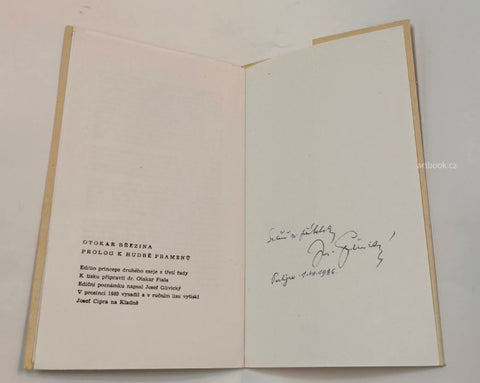 OTOKAR BŘEZINA
PROLOG K HUDBĚ PRAMENŮ
Editio princeps druhého eseje z třetí řady
K tisku připravil dr. Otakar Fiala
Ediční poznámku napsal Josef Glivický
V prosinci 1985 vysadil a v ručním lisu vytiskl
Josef Cipra na Kladně
artbook.cz
1986